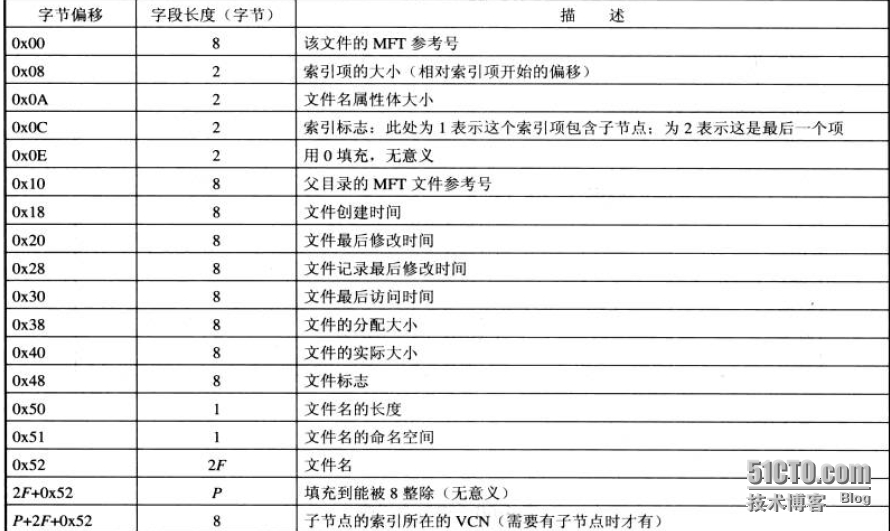 字节偏移 字段长度（字节） 描 述
0x00 8 该文件的 MFT 参考号
0x08 2 索引项的大小（相对索引项开始的偏移）
0x0A 2 文件名属性体大小
0x0C 2 索引标志：此处为 1 表示这个索引项包含子节点；为 2 表示这是最后一个项
0x0E 2 用 0 填充，无意义
0x10 8 父目录的 MFT 文件参考号
0x18 8 文件创建时间
0x20 8 文件最后修改时间
0x28 8 文件记录最后修改时间
0x30 8 文件最后访问时间
0x38 8 文件的分配大小
0x40 8 文件的实际大小
0x48 8 文件标志
0x50 1 文件名的长度
0x51 1 文件名的命名空间
0x52 2F 文件名
2F+0x52 P 填充到能被 8 整除（无意义）
P+2F+0x52 8 子节点的索引所在的 VCN（需要有子节点时才有）
51CTO.com
技术博客 Blog